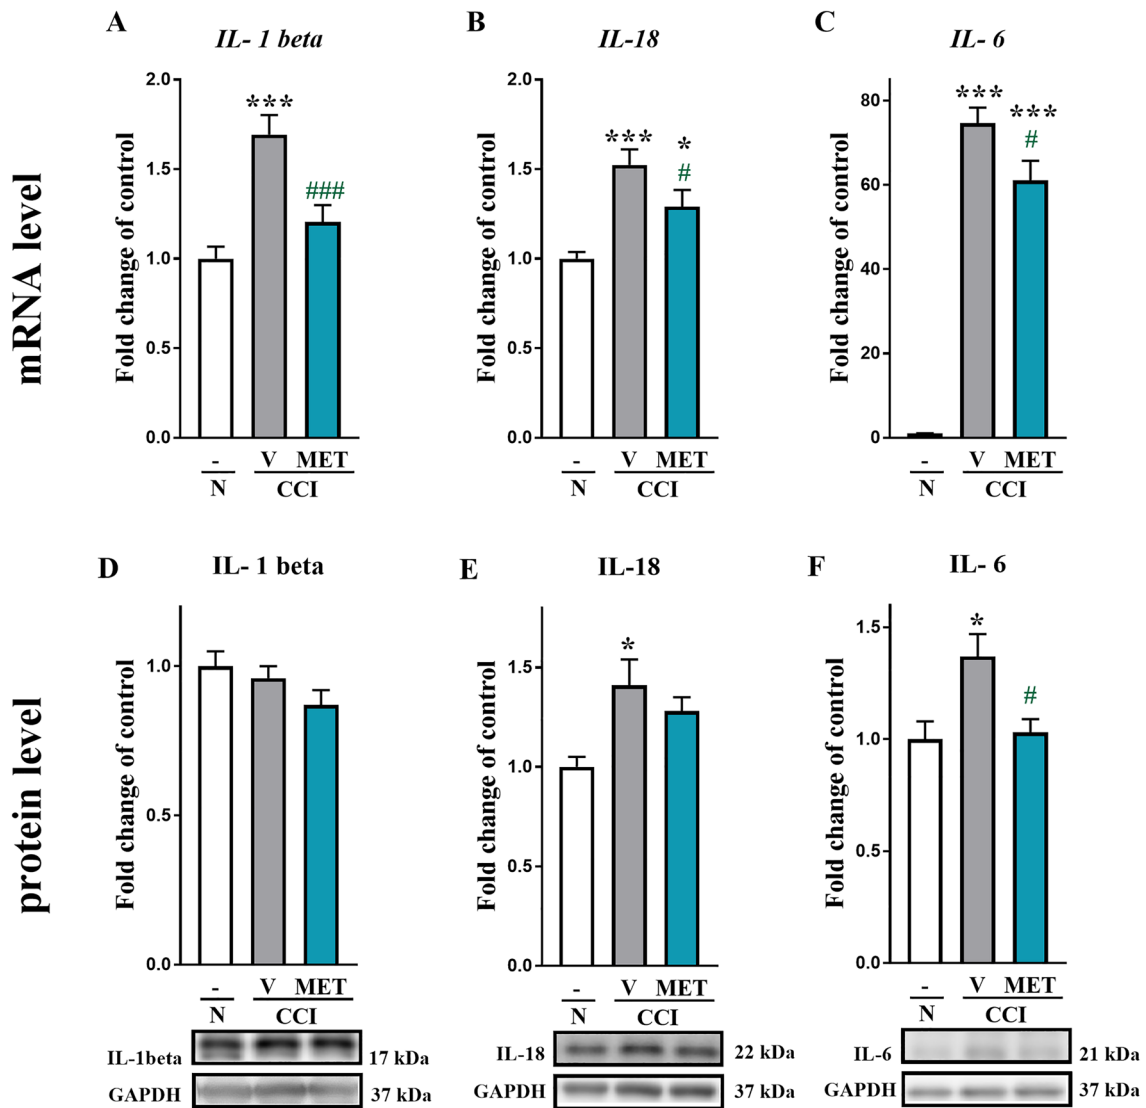 A
IL- 1 beta
B
IL-18
C
IL- 6
mRNA level
Fold change of control
2.0
1.5
1.0
0.5
0.0
***
###
- V MET
N CCI
Fold change of control
2.0
1.5
1.0
0.5
0.0
***
*
#
- V MET
N CCI
Fold change of control
80
60
40
20
0
***
***
#
- V MET
N CCI
D
IL- 1 beta
E
IL-18
F
IL- 6
protein level
Fold change of control
1.0
0.5
0.0
- V MET
N CCI
IL-1beta 17 kDa
GAPDH 37 kDa
Fold change of control
1.5
1.0
0.5
0.0
*
- V MET
N CCI
IL-18 22 kDa
GAPDH 37 kDa
Fold change of control
1.5
1.0
0.5
0.0
*
#
- V MET
N CCI
IL-6 21 kDa
GAPDH 37 kDa